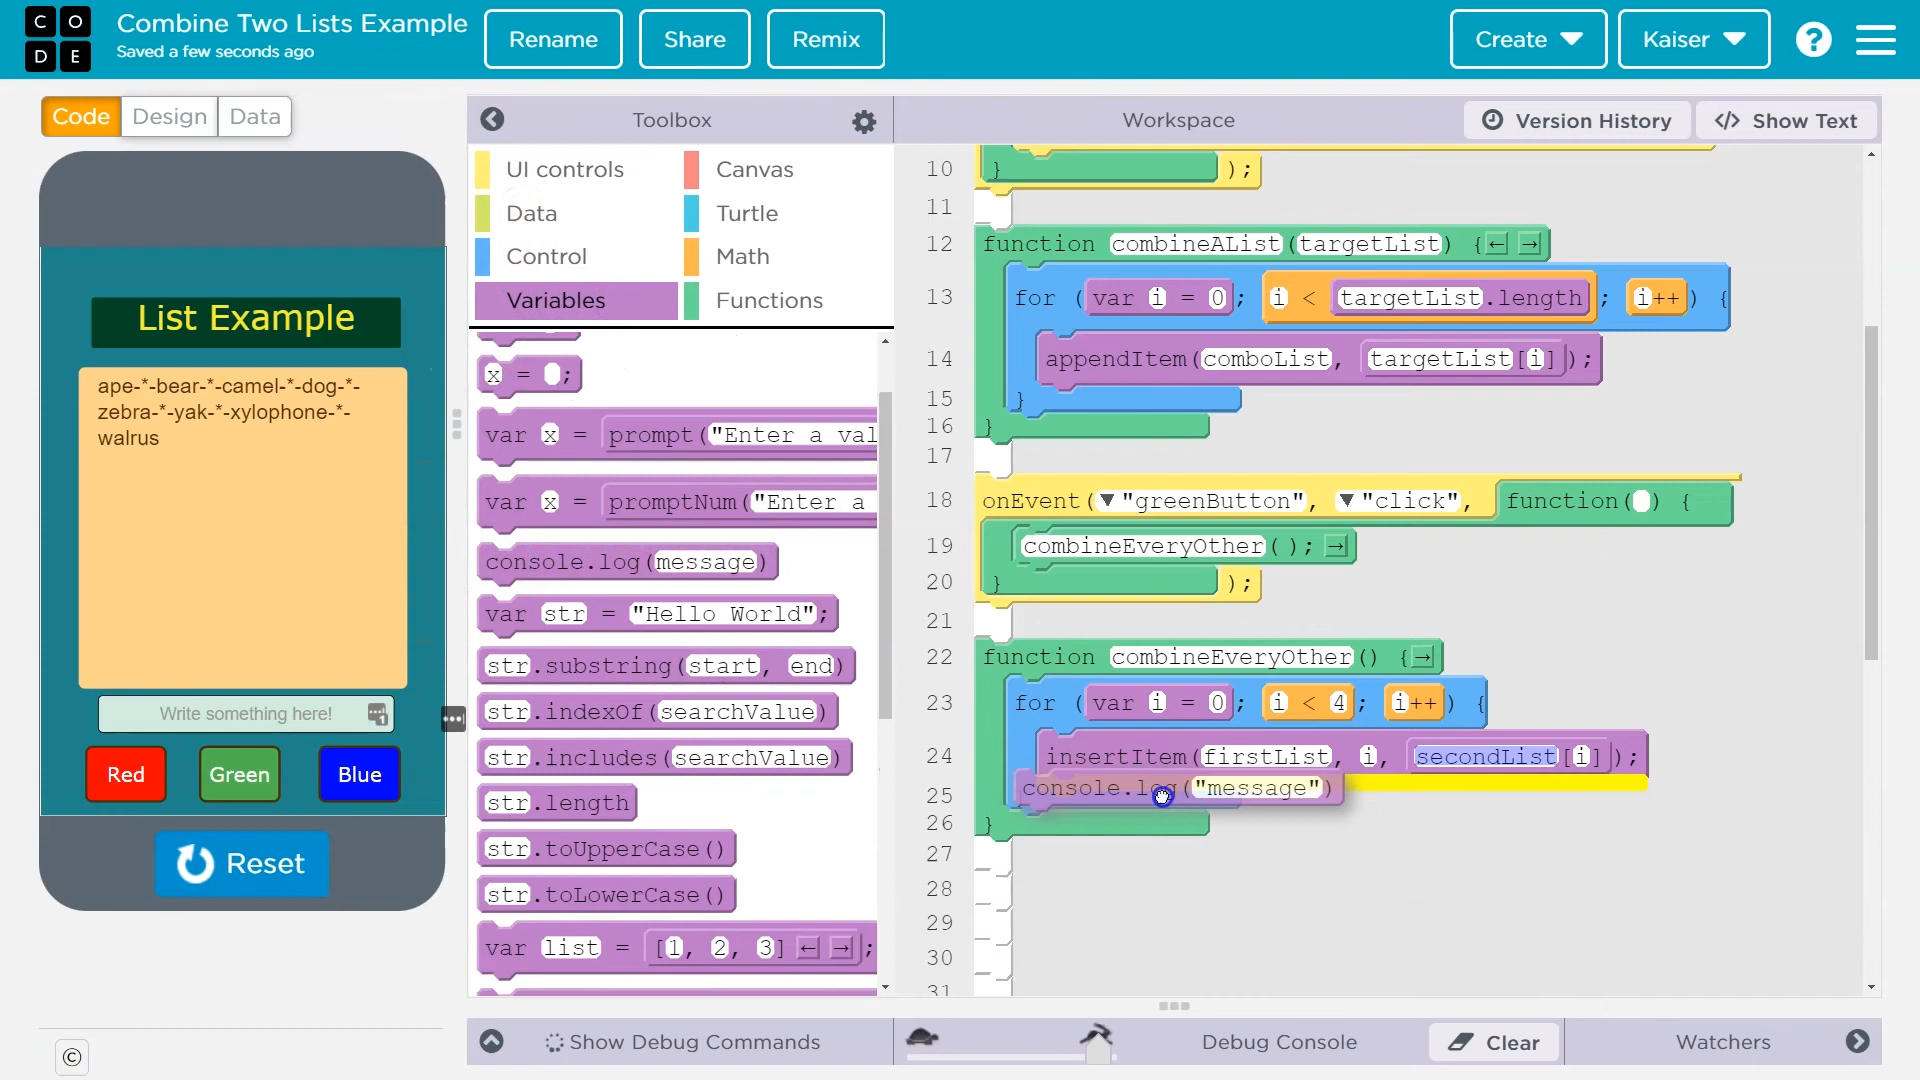 C O
D E
Combine Two Lists Example
Saved a few seconds ago
Rename
Share
Remix
Create
Kaiser
?
Code
Design
Data
Toolbox
Workspace
Version History
</> Show Text
List Example
ape-*-bear-*-camel-*-dog-*-
zebra-*-yak-*-xylophone-*-
walrus
Write something here!
Red
Green
Blue
Reset
©
UI controls
Canvas
Data
Turtle
Control
Math
Variables
Functions
x = ;
var x = prompt("Enter a val
var x = promptNum("Enter a
console.log(message)
var str = "Hello World";
str.substring(start, end)
str.indexOf(searchValue)
str.includes(searchValue)
str.length
str.toUpperCase()
str.toLowerCase()
var list = [1, 2, 3] ← → ;
10 } );
11
12 function combineAList(targetList) { ← →
13 for (var i = 0; i < targetList.length; i++) {
14 appendItem(comboList, targetList[i]);
15 }
16 }
17
18 onEvent(▼"greenButton", ▼"click", function() {
19 combineEveryOther(); →
20 } );
21
22 function combineEveryOther() { →
23 for (var i = 0; i < 4; i++) {
24 insertItem(firstList, i, secondList[i]);
25 console.log("message")
26 }
27
28
29
30
31
Show Debug Commands
Debug Console
Clear
Watchers